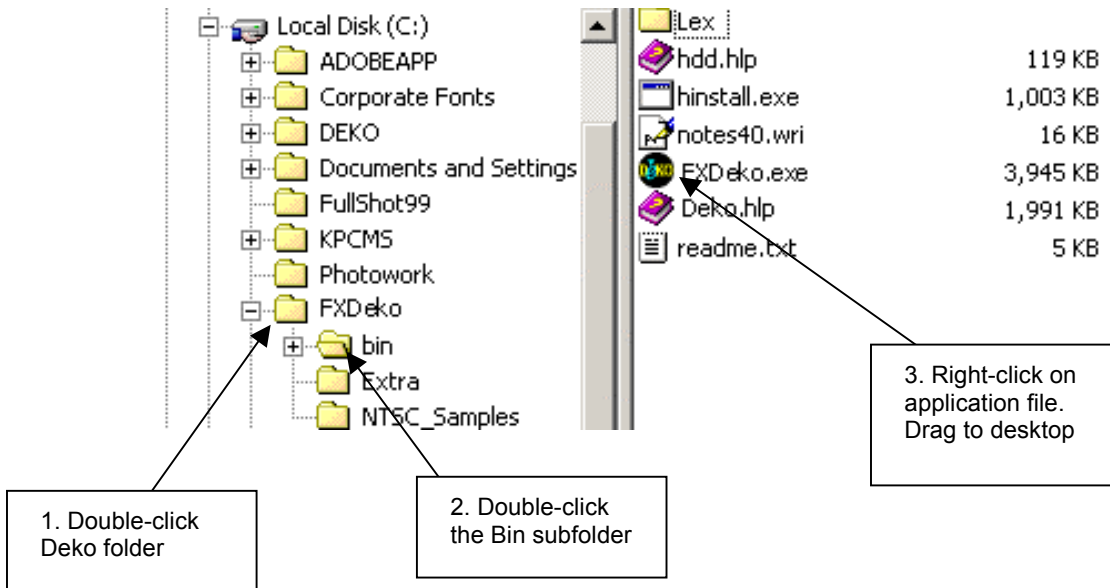 Local Disk (C:)
ADOBEAPP
Corporate Fonts
DEKO
Documents and Settings
FullShot99
KPCMS
Photowork
FXDeko
bin
Extra
NTSC_Samples
Lex
hdd.hlp 119 KB
hinstall.exe 1,003 KB
notes40.wri 16 KB
FXDeko.exe 3,945 KB
Deko.hlp 1,991 KB
readme.txt 5 KB
1. Double-click
Deko folder
2. Double-click
the Bin subfolder
3. Right-click on
application file.
Drag to desktop